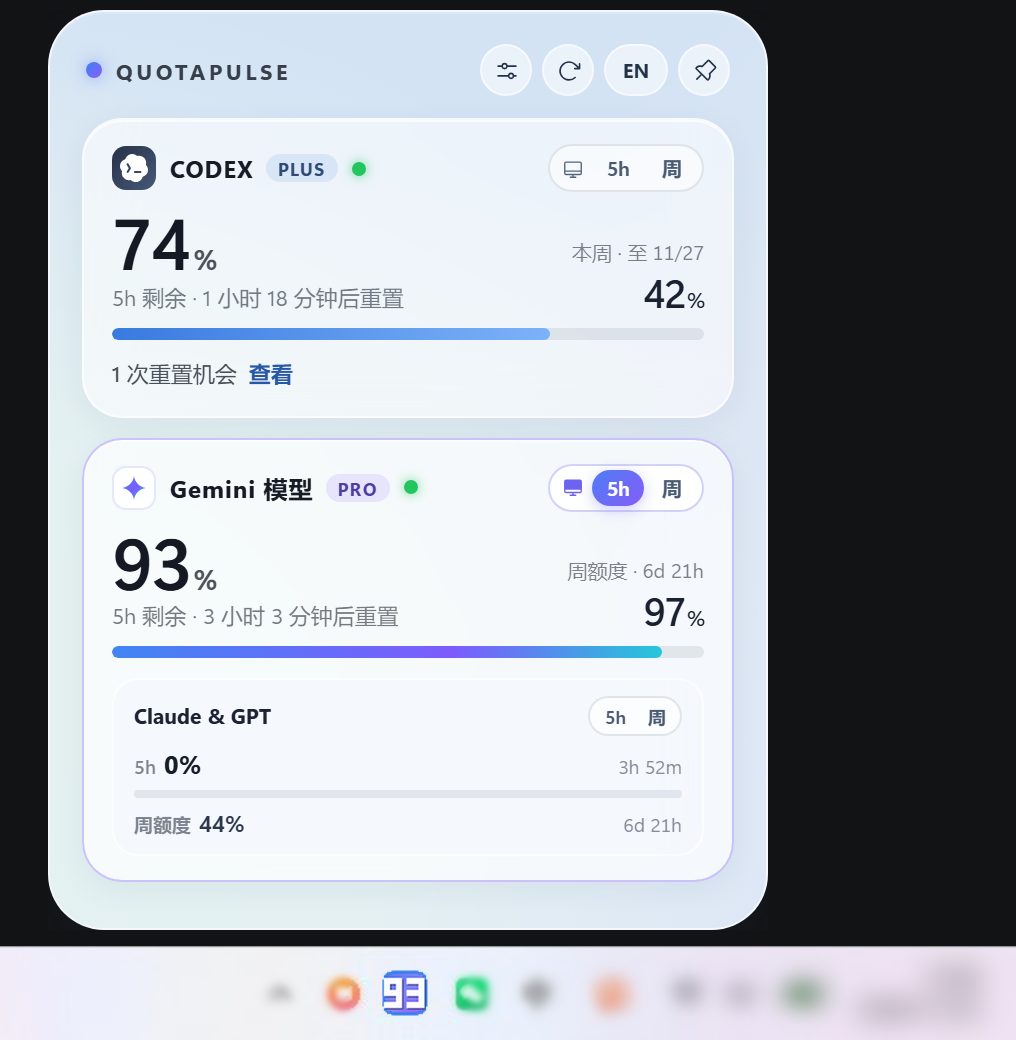 QUOTAPULSE
EN
CODEX PLUS
5h 周
74%
本周 · 至 11/27
5h 剩余 · 1 小时 18 分钟后重置
42%
1 次重置机会 查看
Gemini 模型 PRO
5h 周
93%
周额度 · 6d 21h
5h 剩余 · 3 小时 3 分钟后重置
97%
Claude & GPT
5h 周
5h 0%
3h 52m
周额度 44%
6d 21h
93